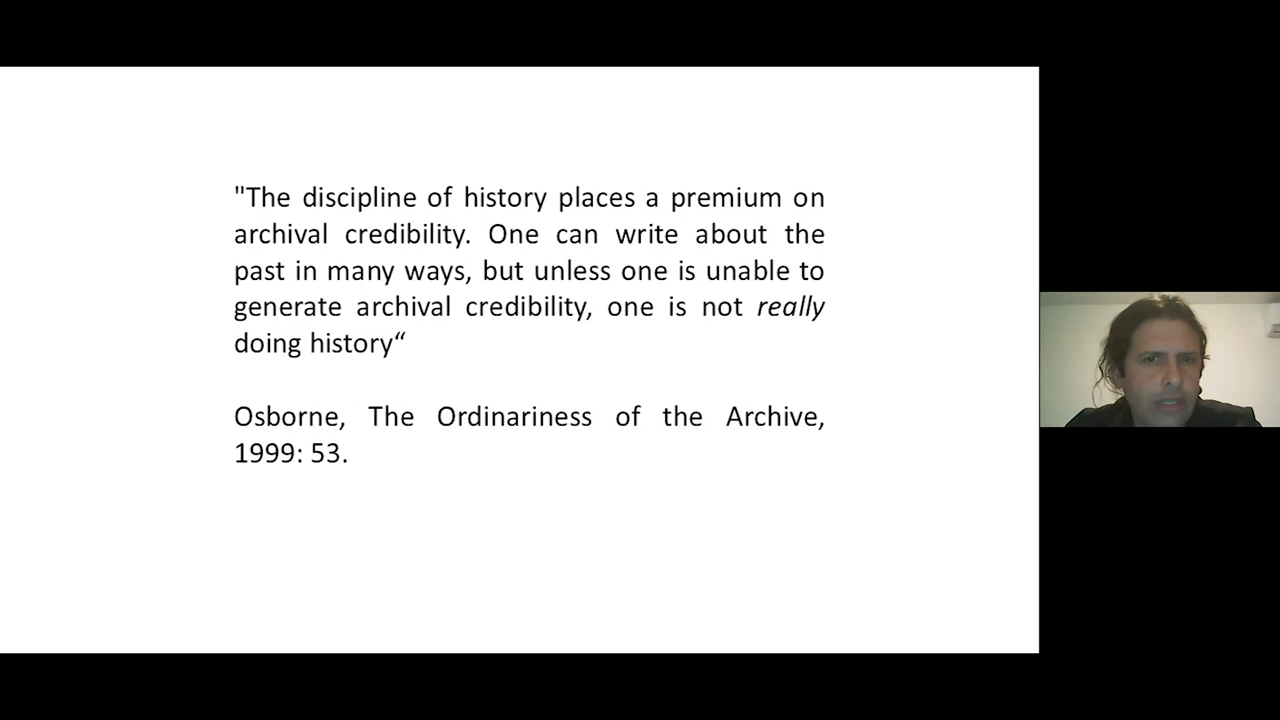 "The discipline of history places a premium on
archival credibility. One can write about the
past in many ways, but unless one is unable to
generate archival credibility, one is not really
doing history“
Osborne, The Ordinariness of the Archive,
1999: 53.